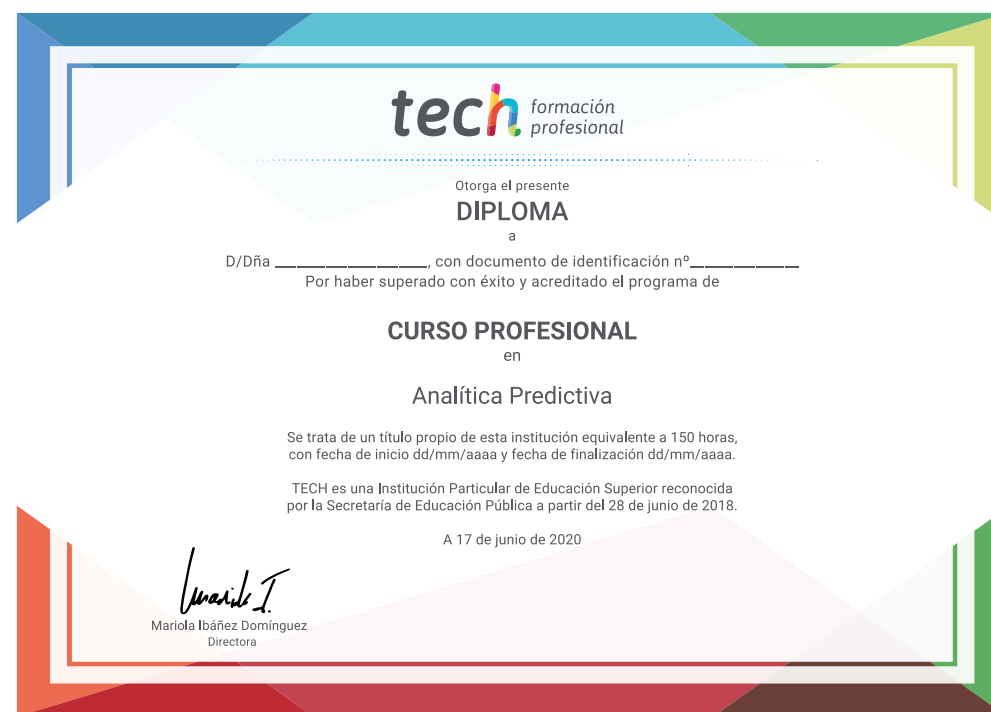 tech formación
profesional
Otorga el presente
DIPLOMA
a
D/Dña ________________, con documento de identificación nº____________
Por haber superado con éxito y acreditado el programa de
CURSO PROFESIONAL
en
Analítica Predictiva
Se trata de un título propio de esta institución equivalente a 150 horas,
con fecha de inicio dd/mm/aaaa y fecha de finalización dd/mm/aaaa.
TECH es una Institución Particular de Educación Superior reconocida
por la Secretaría de Educación Pública a partir del 28 de junio de 2018.
A 17 de junio de 2020
Mariola I.
Mariola Ibáñez Domínguez
Directora